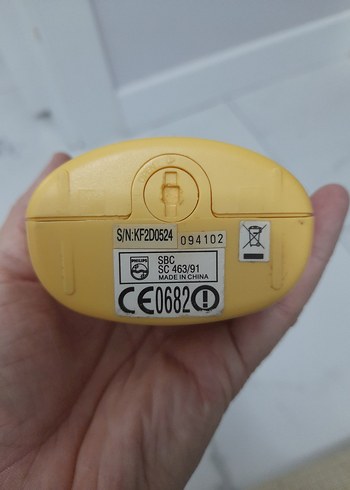 S/N:KF2D0524
094102
PHILIPS
SBC
SC 463/91
MADE IN CHINA
CE0682!